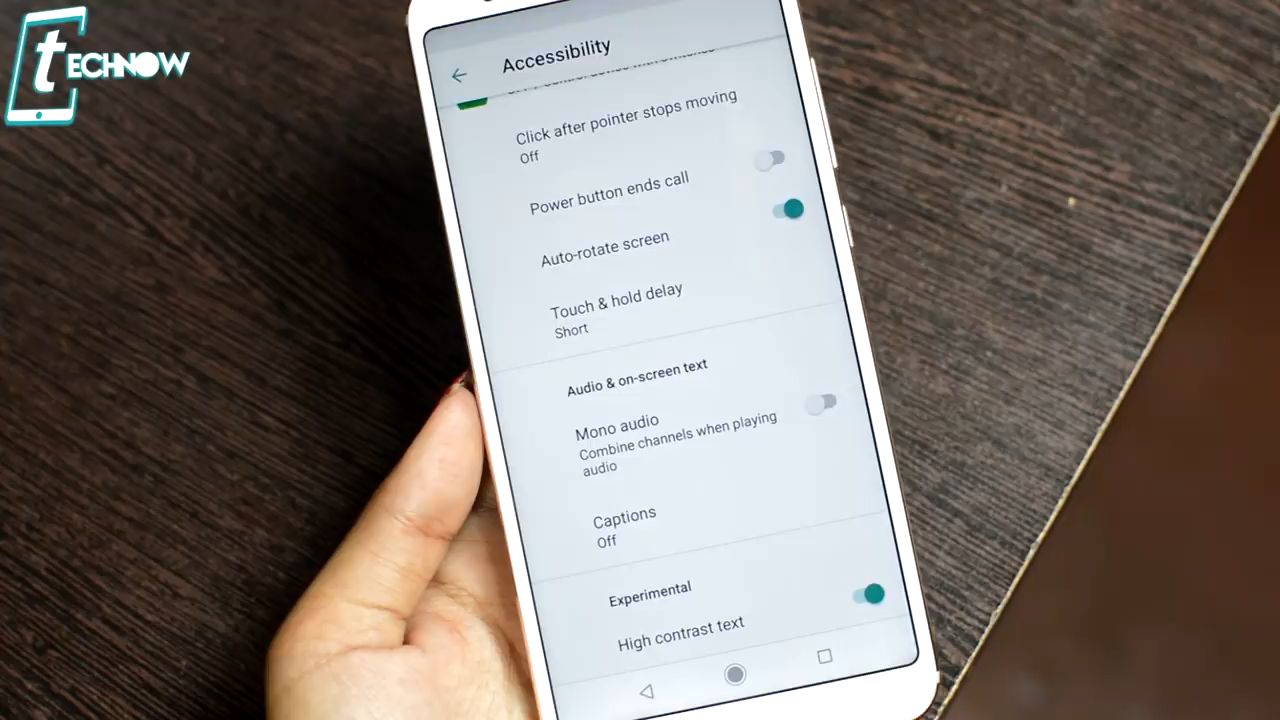 tECHNOW
Accessibility
Click after pointer stops moving
Off
Power button ends call
Auto-rotate screen
Touch & hold delay
Short
Audio & on-screen text
Mono audio
Combine channels when playing
audio
Captions
Off
Experimental
High contrast text